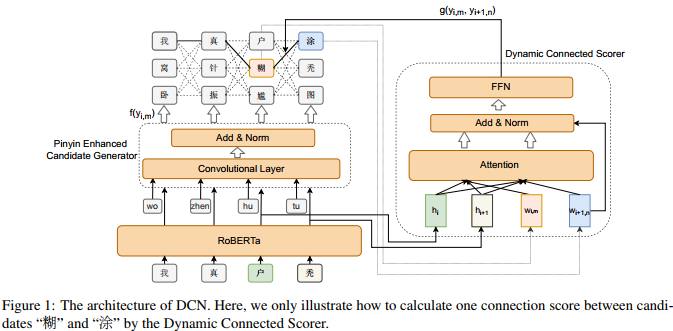 g(yi,m, yi+1,n)
我 真 户 涂
Dynamic Connected Scorer
窝 针 糊 秃
FFN
卧 振 尴 图
f(yi,m)
Add & Norm
Add & Norm
Pinyin Enhanced
Candidate Generator
Convolutional Layer
Attention
wo zhen hu tu
hi hi+1 wi,m wi+1,n
RoBERTa
我 真 户 秃
Figure 1: The architecture of DCN. Here, we only illustrate how to calculate one connection score between candi-
dates “糊” and “涂” by the Dynamic Connected Scorer.